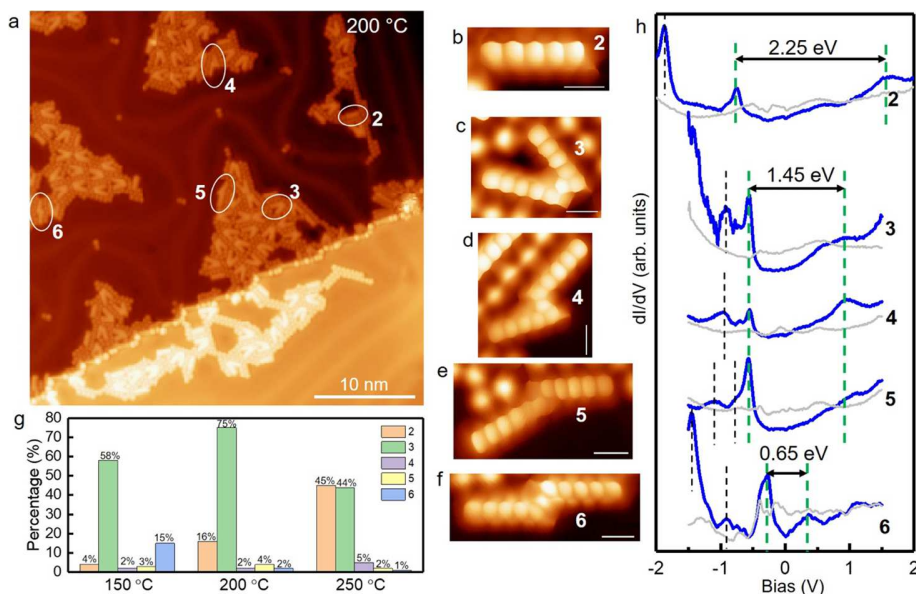 a
200 °C
4
2
5
3
6
10 nm
b
2
c
3
d
4
e
5
f
6
g
Percentage (%)
80
70
60
50
40
30
20
10
0
4%
58%
2%
3%
15%
16%
75%
2%
4%
2%
45%
44%
5%
2%
1%
2
3
4
5
6
150 °C
200 °C
250 °C
h
dI/dV (arb. units)
2.25 eV
2
1.45 eV
3
4
5
0.65 eV
6
-2
-1
0
1
2
Bias (V)